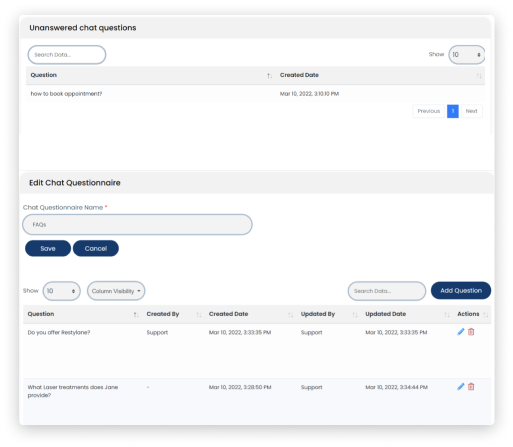 Unanswered chat questions
Search Data...
Show 10
Question Created Date
how to book appointment? Mar 10, 2022, 3:10:10 PM
Previous 1 Next
Edit Chat Questionnaire
Chat Questionnaire Name *
FAQs
Save Cancel
Show 10 Column Visibility Search Data... Add Question
Question Created By Created Date Updated By Updated Date Actions
Do you offer Restylane? Support Mar 10, 2022, 3:33:35 PM Support Mar 10, 2022, 3:33:35 PM
What Laser treatments does Jane - Mar 10, 2022, 3:28:50 PM Support Mar 10, 2022, 3:34:44 PM
provide?